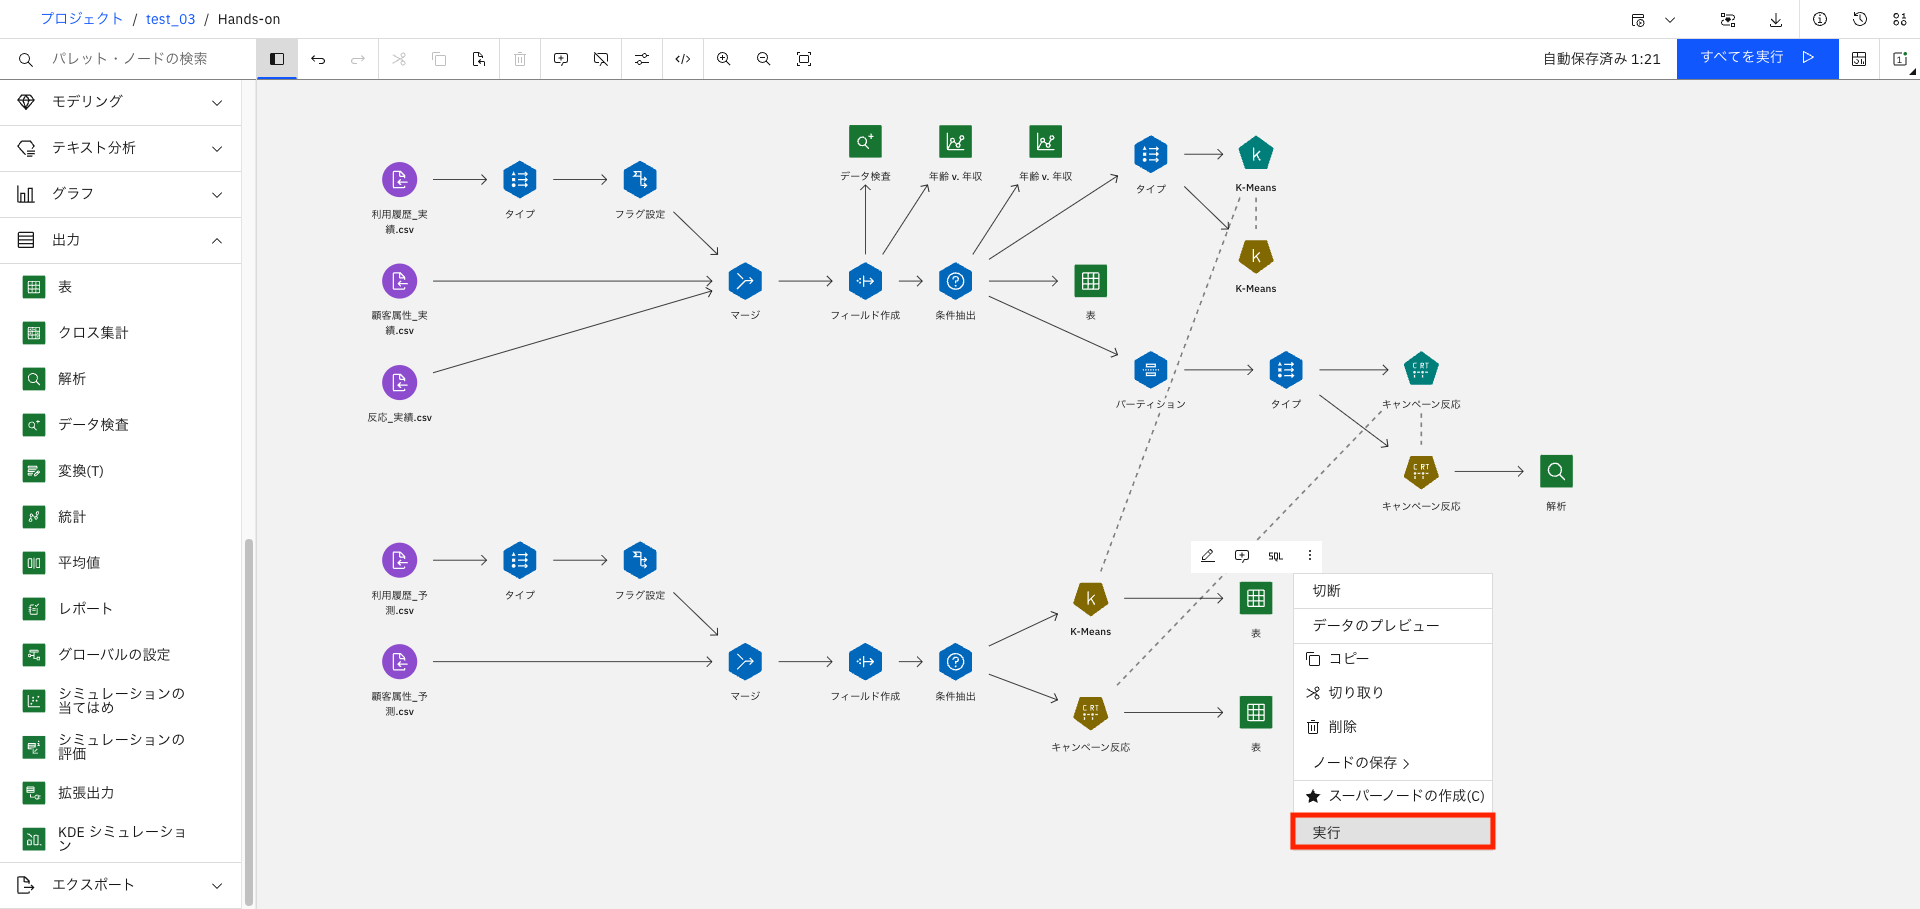 プロジェクト / test_03 / Hands-on
パレット・ノードの検索
自動保存済み 1:21
すべてを実行
モデリング
テキスト分析
グラフ
出力
表
クロス集計
解析
データ検査
変換(T)
統計
平均値
レポート
グローバルの設定
シミュレーションの
当てはめ
シミュレーションの
評価
拡張出力
KDE シミュレーショ
ン
エクスポート
データ検査
年齢 v. 年収
年齢 v. 年収
タイプ
K-Means
利用履歴_実
績.csv
タイプ
フラグ設定
K-Means
顧客属性_実
績.csv
マージ
フィールド作成
条件抽出
表
反応_実績.csv
パーティション
タイプ
キャンペーン反応
キャンペーン反応
解析
利用履歴_予
測.csv
タイプ
フラグ設定
K-Means
表
顧客属性_予
測.csv
マージ
フィールド作成
条件抽出
キャンペーン反応
表
SQL
切断
データのプレビュー
コピー
切り取り
削除
ノードの保存
スーパーノードの作成(C)
実行